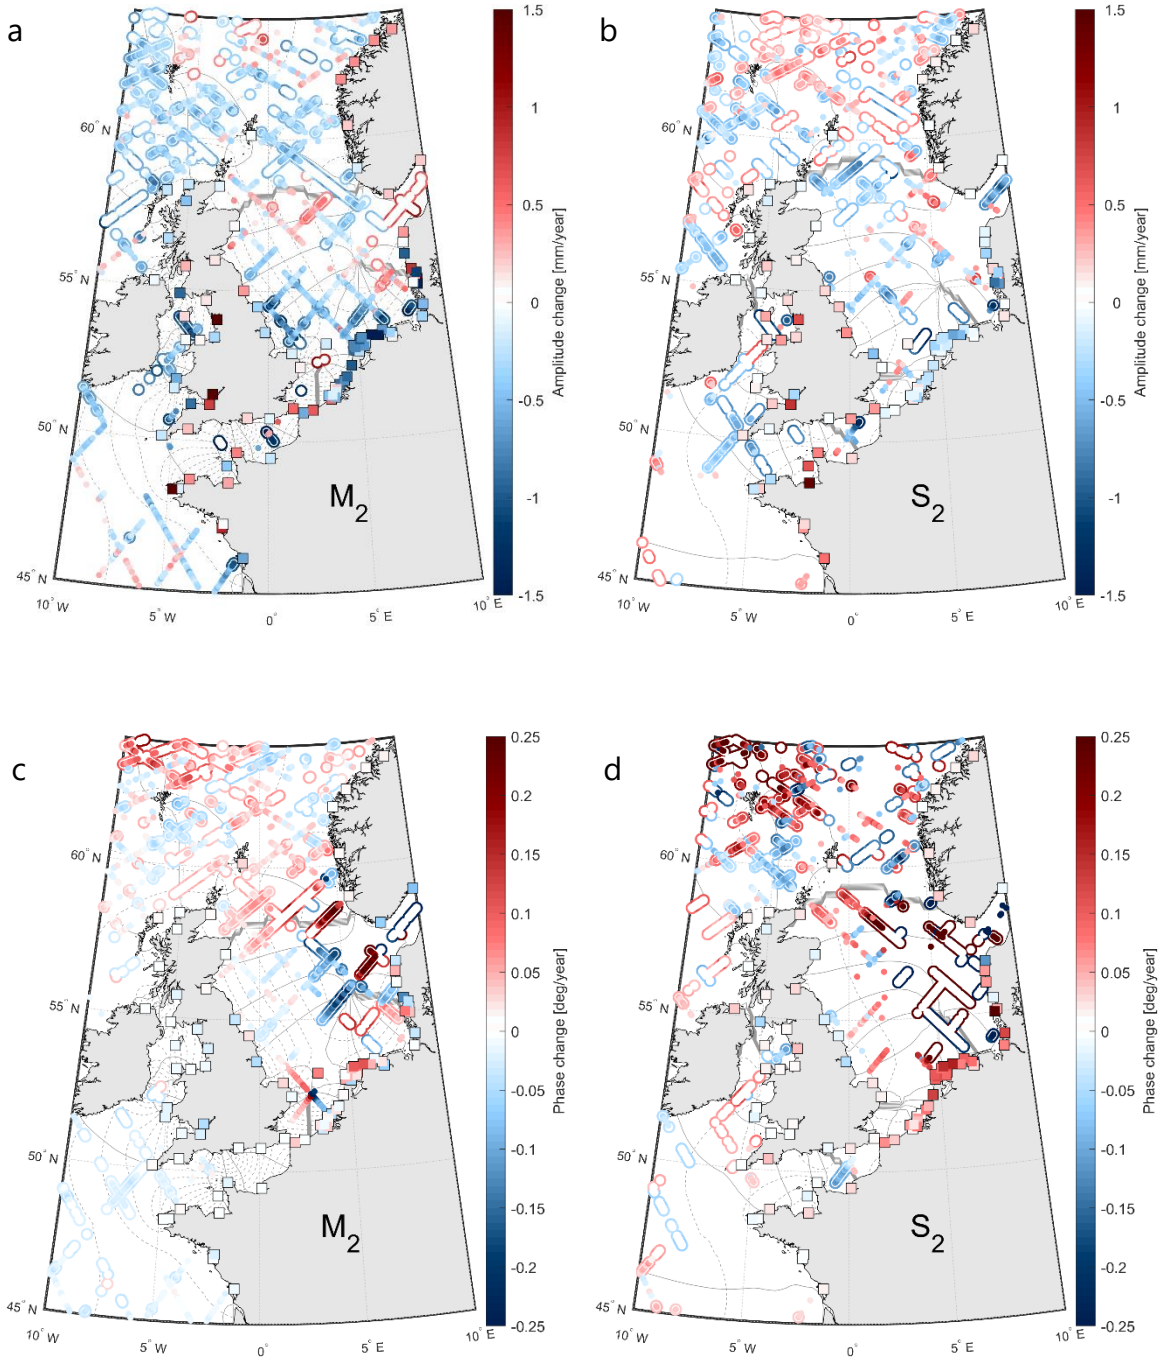 a
60° N
55° N
50° N
45° N
10° W
5° W
0°
5° E
10° E
M2
1.5
1
0.5
0
-0.5
-1
-1.5
Amplitude change [mm/year]
b
60° N
55° N
50° N
45° N
10° W
5° W
0°
5° E
10° E
S2
1.5
1
0.5
0
-0.5
-1
-1.5
Amplitude change [mm/year]
c
60° N
55° N
50° N
45° N
10° W
5° W
0°
5° E
10° E
M2
0.25
0.2
0.15
0.1
0.05
0
-0.05
-0.1
-0.15
-0.2
-0.25
Phase change [deg/year]
d
60° N
55° N
50° N
45° N
10° W
5° W
0°
5° E
10° E
S2
0.25
0.2
0.15
0.1
0.05
0
-0.05
-0.1
-0.15
-0.2
-0.25
Phase change [deg/year]